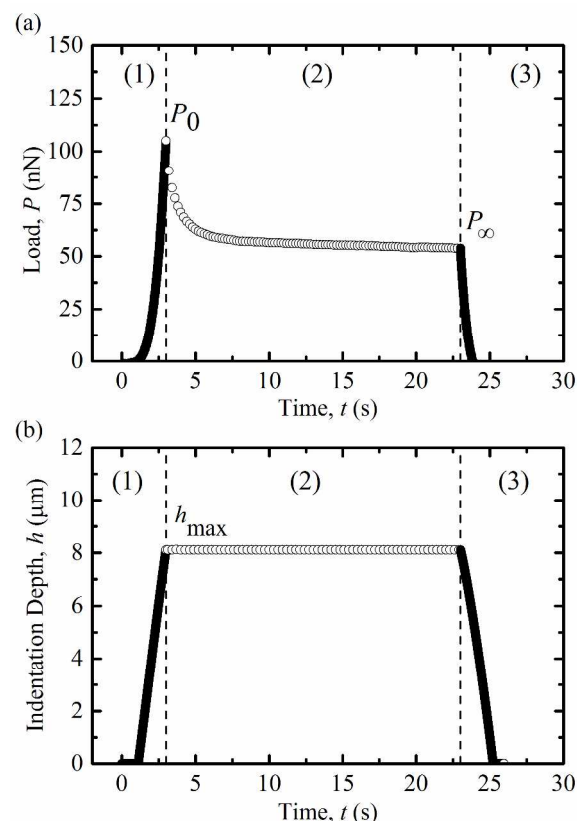 (a)
150
125
100
75
50
25
0
Load, P (nN)
(1)
(2)
(3)
P0
P∞
0 5 10 15 20 25 30
Time, t (s)
(b)
12
10
8
6
4
2
0
Indentation Depth, h (μm)
(1)
(2)
(3)
hmax
0 5 10 15 20 25 30
Time, t (s)